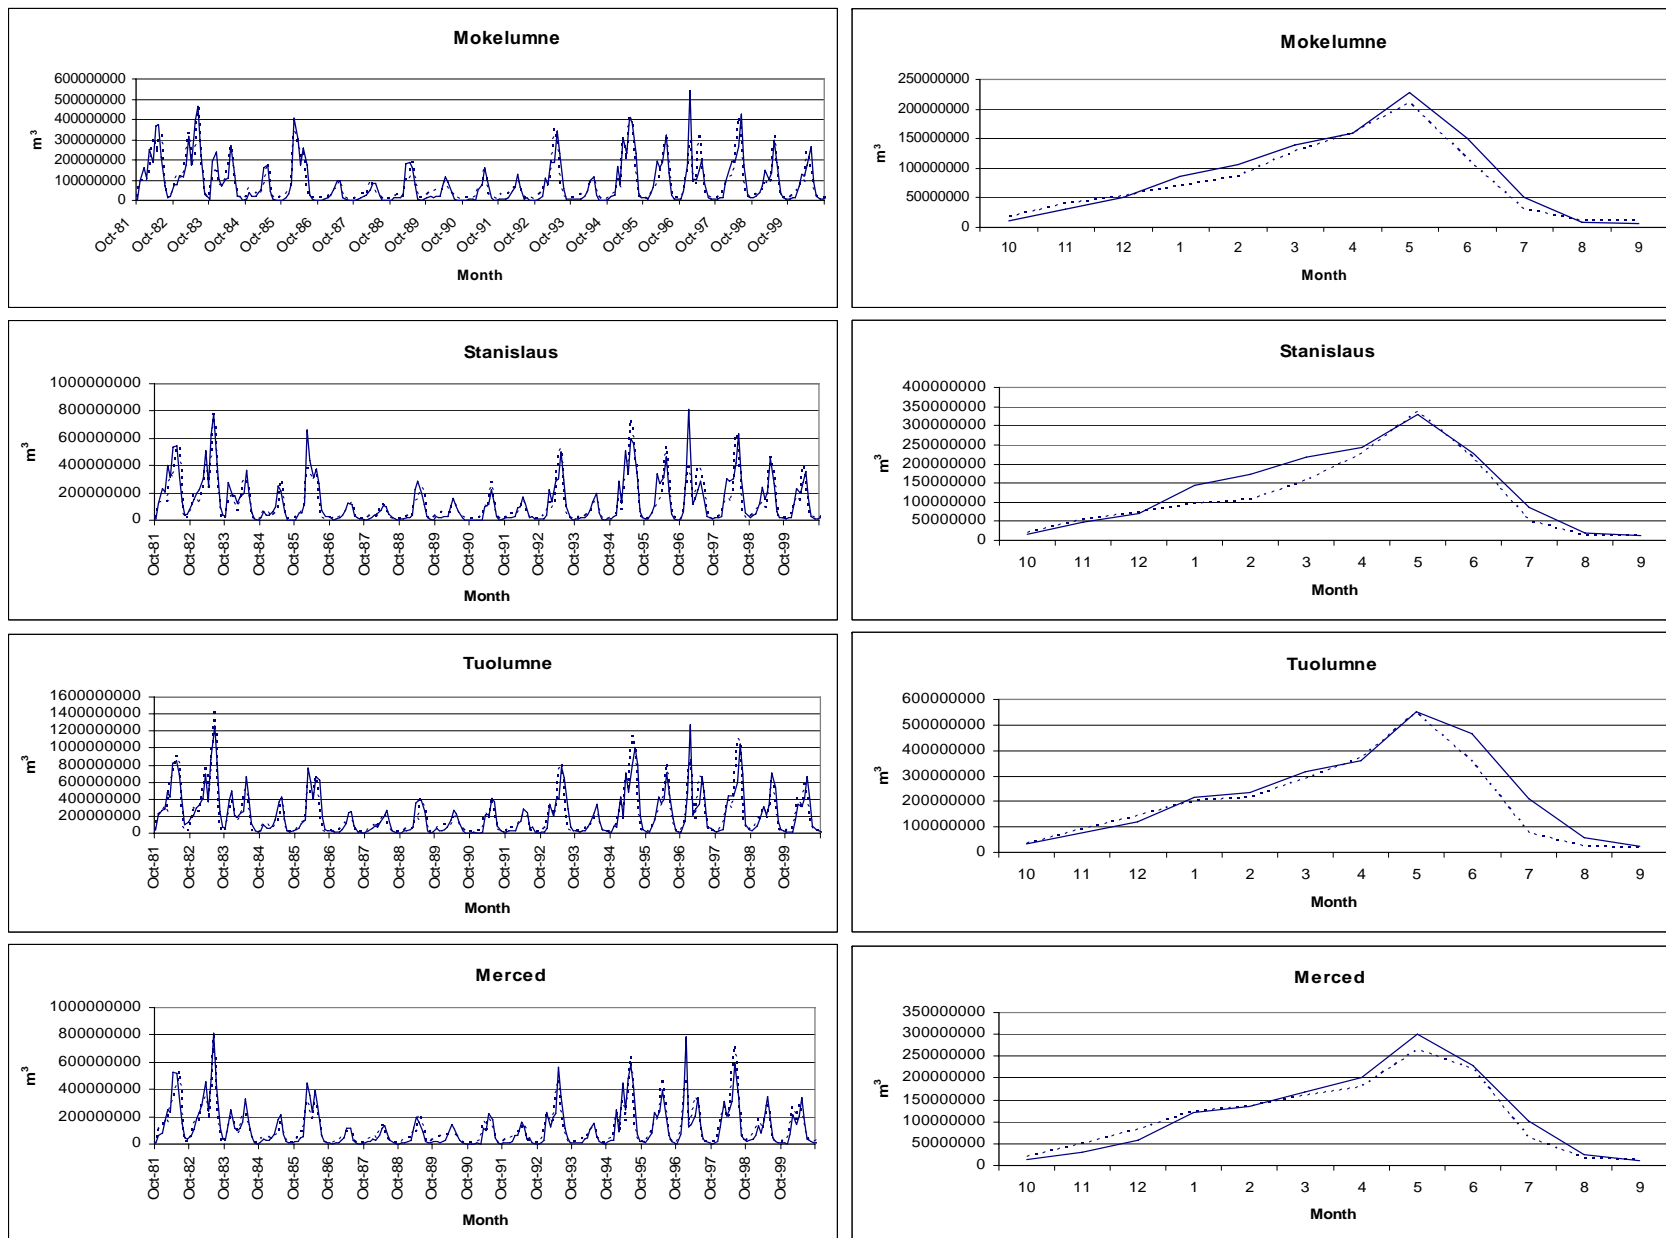 Mokelumne
600000000
500000000
400000000
300000000
200000000
100000000
0
m³
Oct-81
Oct-82
Oct-83
Oct-84
Oct-85
Oct-86
Oct-87
Oct-88
Oct-89
Oct-90
Oct-91
Oct-92
Oct-93
Oct-94
Oct-95
Oct-96
Oct-97
Oct-98
Oct-99
Month
Mokelumne
250000000
200000000
150000000
100000000
50000000
0
m³
10 11 12 1 2 3 4 5 6 7 8 9
Month
Stanislaus
1000000000
800000000
600000000
400000000
200000000
0
m³
Oct-81
Oct-82
Oct-83
Oct-84
Oct-85
Oct-86
Oct-87
Oct-88
Oct-89
Oct-90
Oct-91
Oct-92
Oct-93
Oct-94
Oct-95
Oct-96
Oct-97
Oct-98
Oct-99
Month
Stanislaus
400000000
350000000
300000000
250000000
200000000
150000000
100000000
50000000
0
m³
10 11 12 1 2 3 4 5 6 7 8 9
Month
Tuolumne
1600000000
1400000000
1200000000
1000000000
800000000
600000000
400000000
200000000
0
m³
Oct-81
Oct-82
Oct-83
Oct-84
Oct-85
Oct-86
Oct-87
Oct-88
Oct-89
Oct-90
Oct-91
Oct-92
Oct-93
Oct-94
Oct-95
Oct-96
Oct-97
Oct-98
Oct-99
Month
Tuolumne
600000000
500000000
400000000
300000000
200000000
100000000
0
m³
10 11 12 1 2 3 4 5 6 7 8 9
Month
Merced
1000000000
800000000
600000000
400000000
200000000
0
m³
Oct-81
Oct-82
Oct-83
Oct-84
Oct-85
Oct-86
Oct-87
Oct-88
Oct-89
Oct-90
Oct-91
Oct-92
Oct-93
Oct-94
Oct-95
Oct-96
Oct-97
Oct-98
Oct-99
Month
Merced
350000000
300000000
250000000
200000000
150000000
100000000
50000000
0
m³
10 11 12 1 2 3 4 5 6 7 8 9
Month